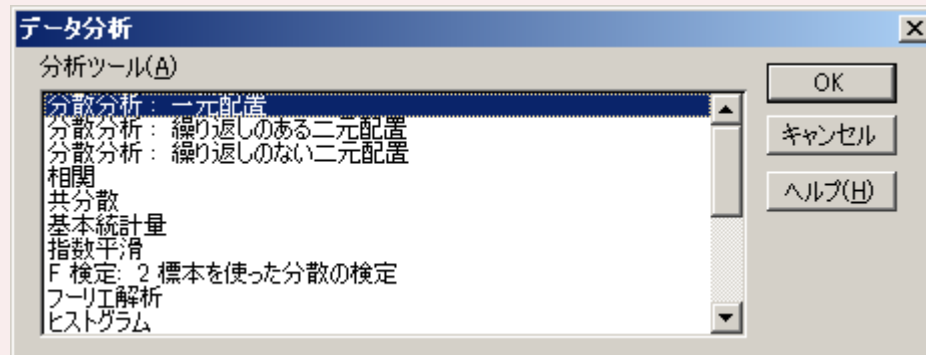 データ分析
分析ツール(A)
分散分析： 一元配置
分散分析： 繰り返しのある二元配置
分散分析： 繰り返しのない二元配置
相関
共分散
基本統計量
指数平滑
F 検定: 2 標本を使った分散の検定
フーリエ解析
ヒストグラム
OK
キャンセル
ヘルプ(H)